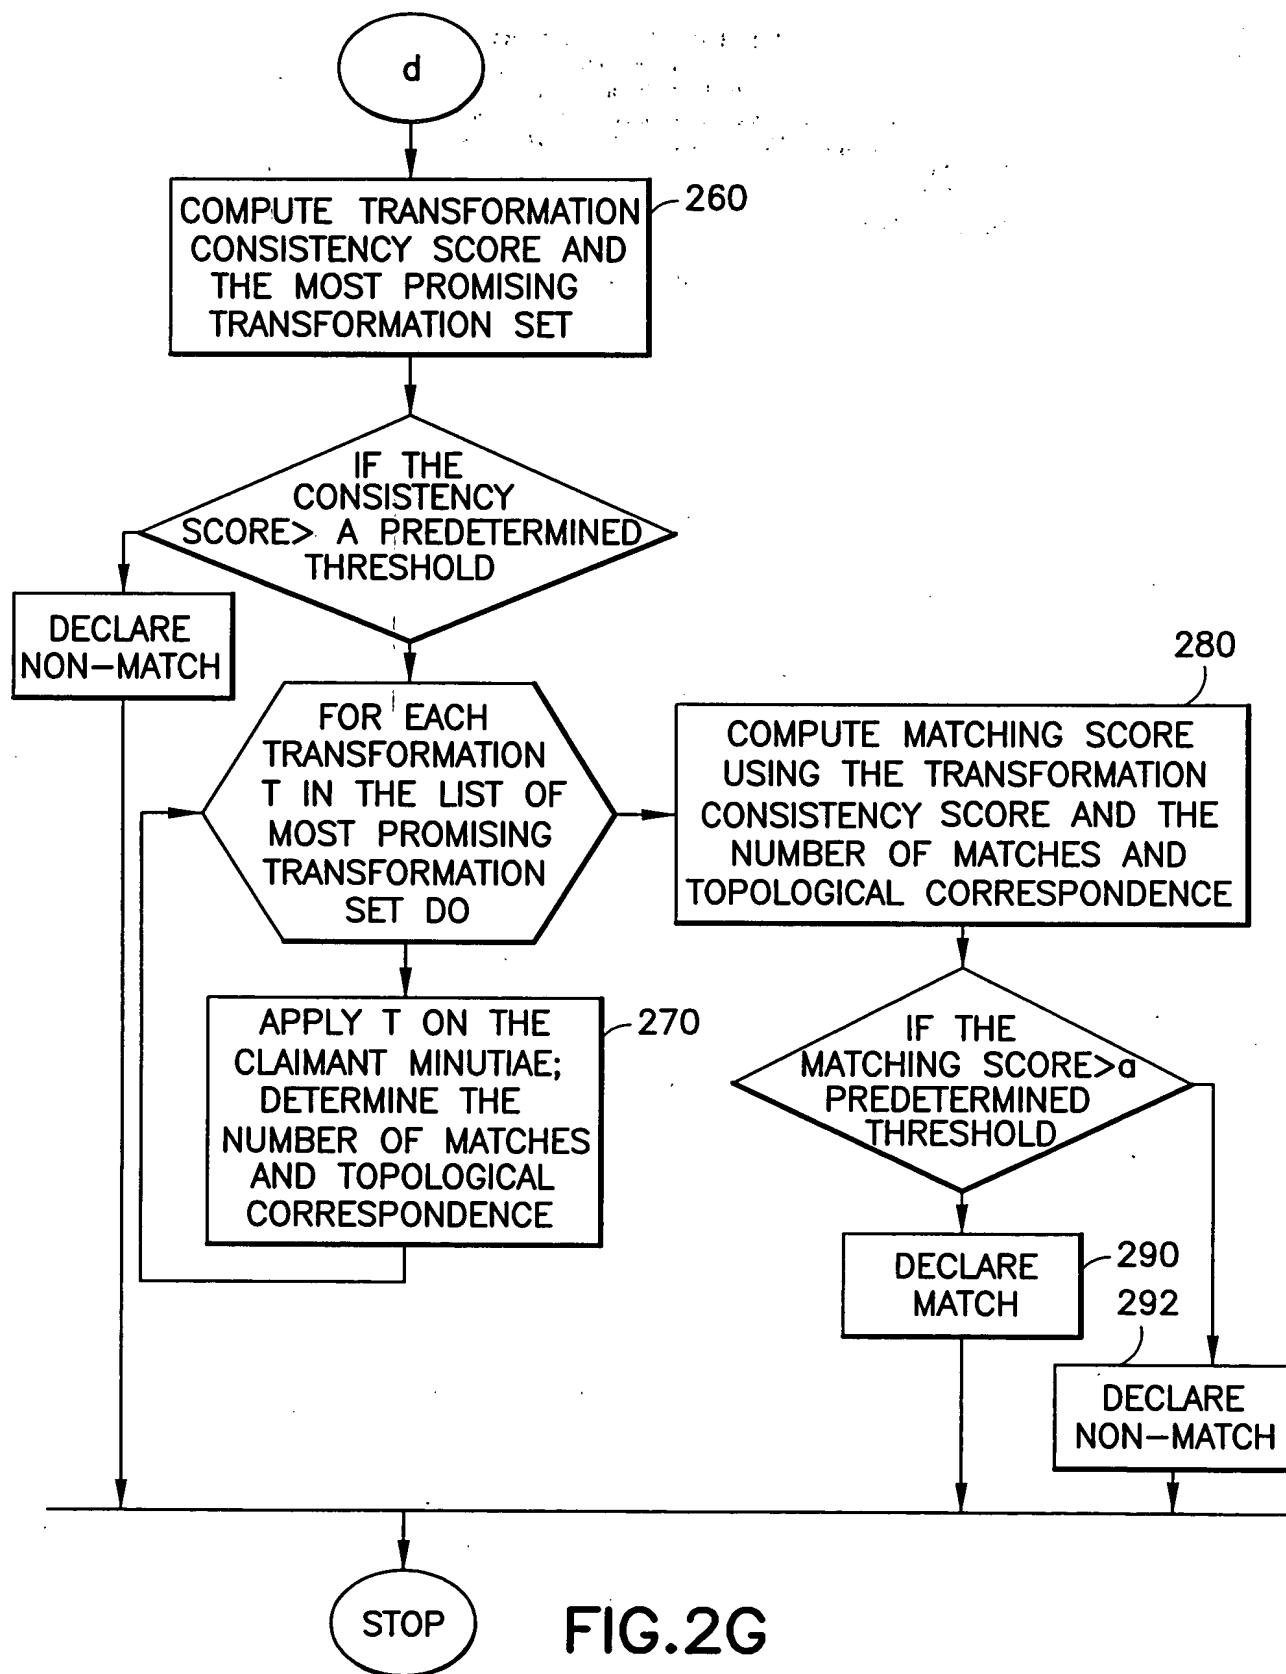 d
COMPUTE TRANSFORMATION
CONSISTENCY SCORE AND
THE MOST PROMISING
TRANSFORMATION SET
260
IF THE
CONSISTENCY
SCORE> A PREDETERMINED
THRESHOLD
DECLARE
NON-MATCH
FOR EACH
TRANSFORMATION
T IN THE LIST OF
MOST PROMISING
TRANSFORMATION
SET DO
280
COMPUTE MATCHING SCORE
USING THE TRANSFORMATION
CONSISTENCY SCORE AND THE
NUMBER OF MATCHES AND
TOPOLOGICAL CORRESPONDENCE
APPLY T ON THE
CLAIMANT MINUTIAE;
DETERMINE THE
NUMBER OF MATCHES
AND TOPOLOGICAL
CORRESPONDENCE
270
IF THE
MATCHING SCORE>a
PREDETERMINED
THRESHOLD
DECLARE
MATCH
290
292
DECLARE
NON-MATCH
STOP
FIG.2G